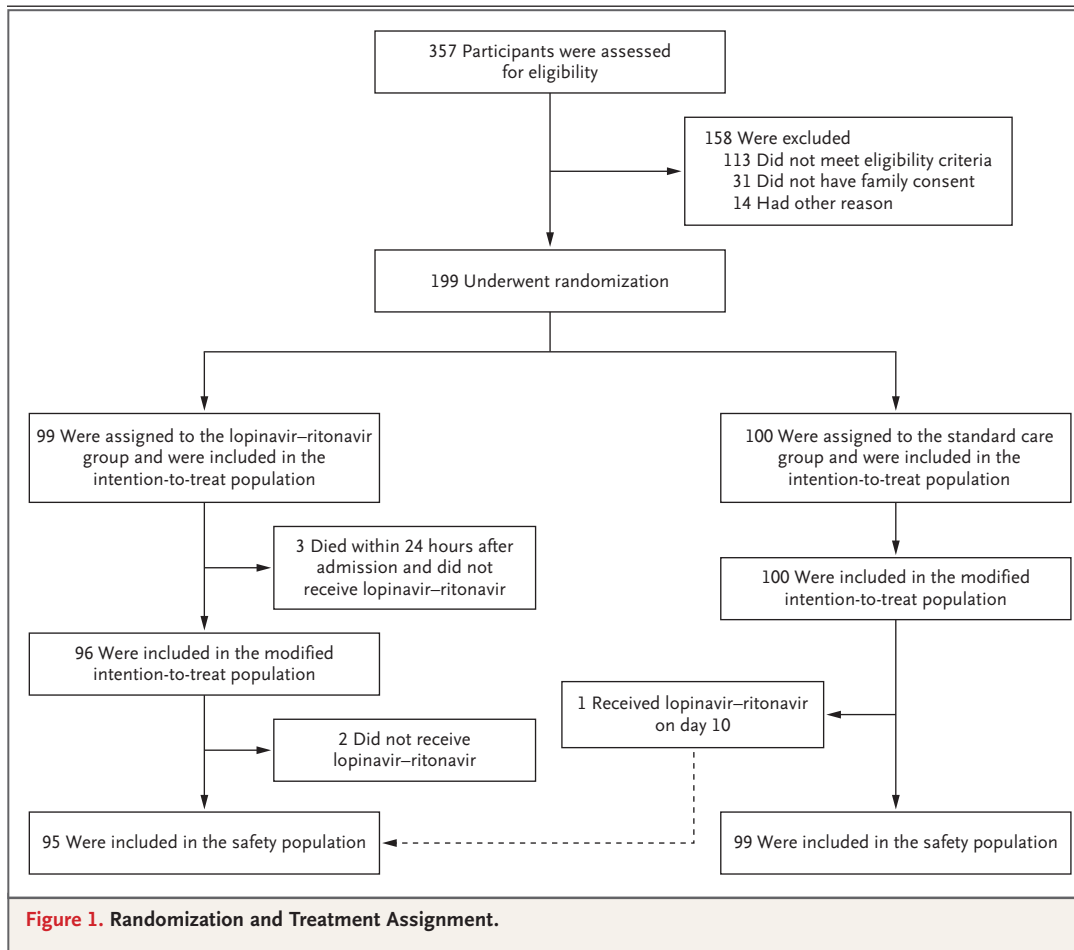 357 Participants were assessed
for eligibility
158 Were excluded
113 Did not meet eligibility criteria
31 Did not have family consent
14 Had other reason
199 Underwent randomization
99 Were assigned to the lopinavir–ritonavir
group and were included in the
intention-to-treat population
100 Were assigned to the standard care
group and were included in the
intention-to-treat population
3 Died within 24 hours after
admission and did not
receive lopinavir–ritonavir
100 Were included in the modified
intention-to-treat population
96 Were included in the modified
intention-to-treat population
1 Received lopinavir–ritonavir
on day 10
2 Did not receive
lopinavir–ritonavir
95 Were included in the safety population
99 Were included in the safety population
Figure 1. Randomization and Treatment Assignment.